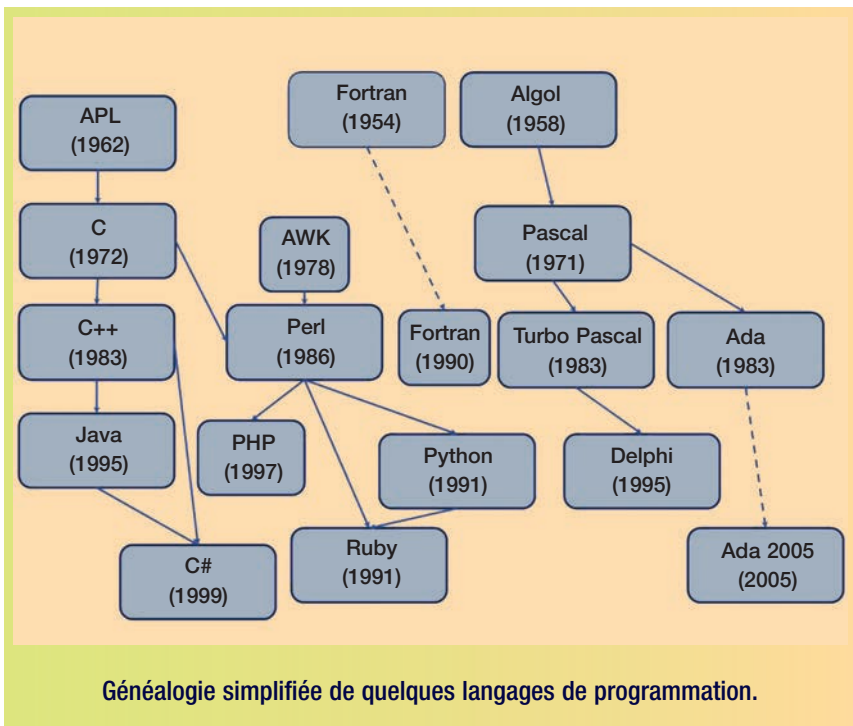 Fortran
(1954)
Algol
(1958)
APL
(1962)
C
(1972)
AWK
(1978)
Pascal
(1971)
C++
(1983)
Perl
(1986)
Fortran
(1990)
Turbo Pascal
(1983)
Ada
(1983)
Java
(1995)
PHP
(1997)
Python
(1991)
Delphi
(1995)
C#
(1999)
Ruby
(1991)
Ada 2005
(2005)
Généalogie simplifiée de quelques langages de programmation.